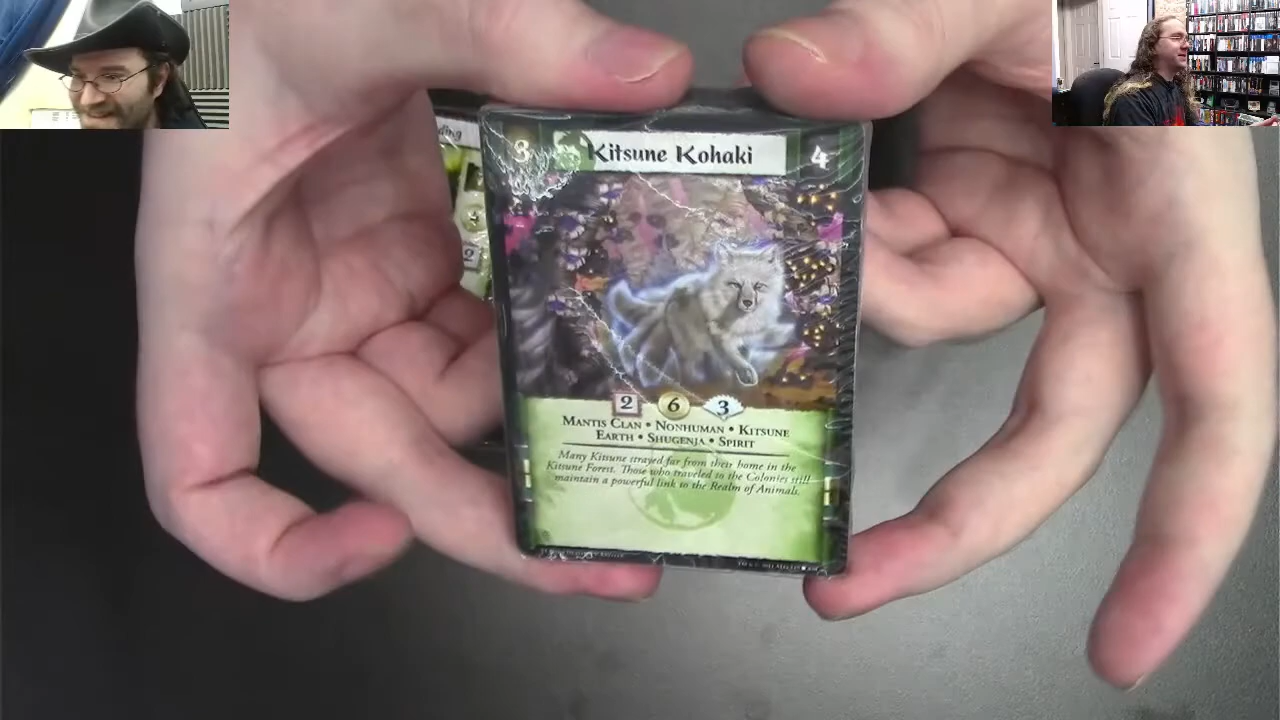 3 Kitsune Kohaki 4
2 6 3
Mantis Clan • Nonhuman • Kitsune
Earth • Shugenja • Spirit
Many Kitsune strayed far from their home in the
Kitsune Forest. Those who traveled to the Colonies still
maintain a powerful link to the Realm of Animals.